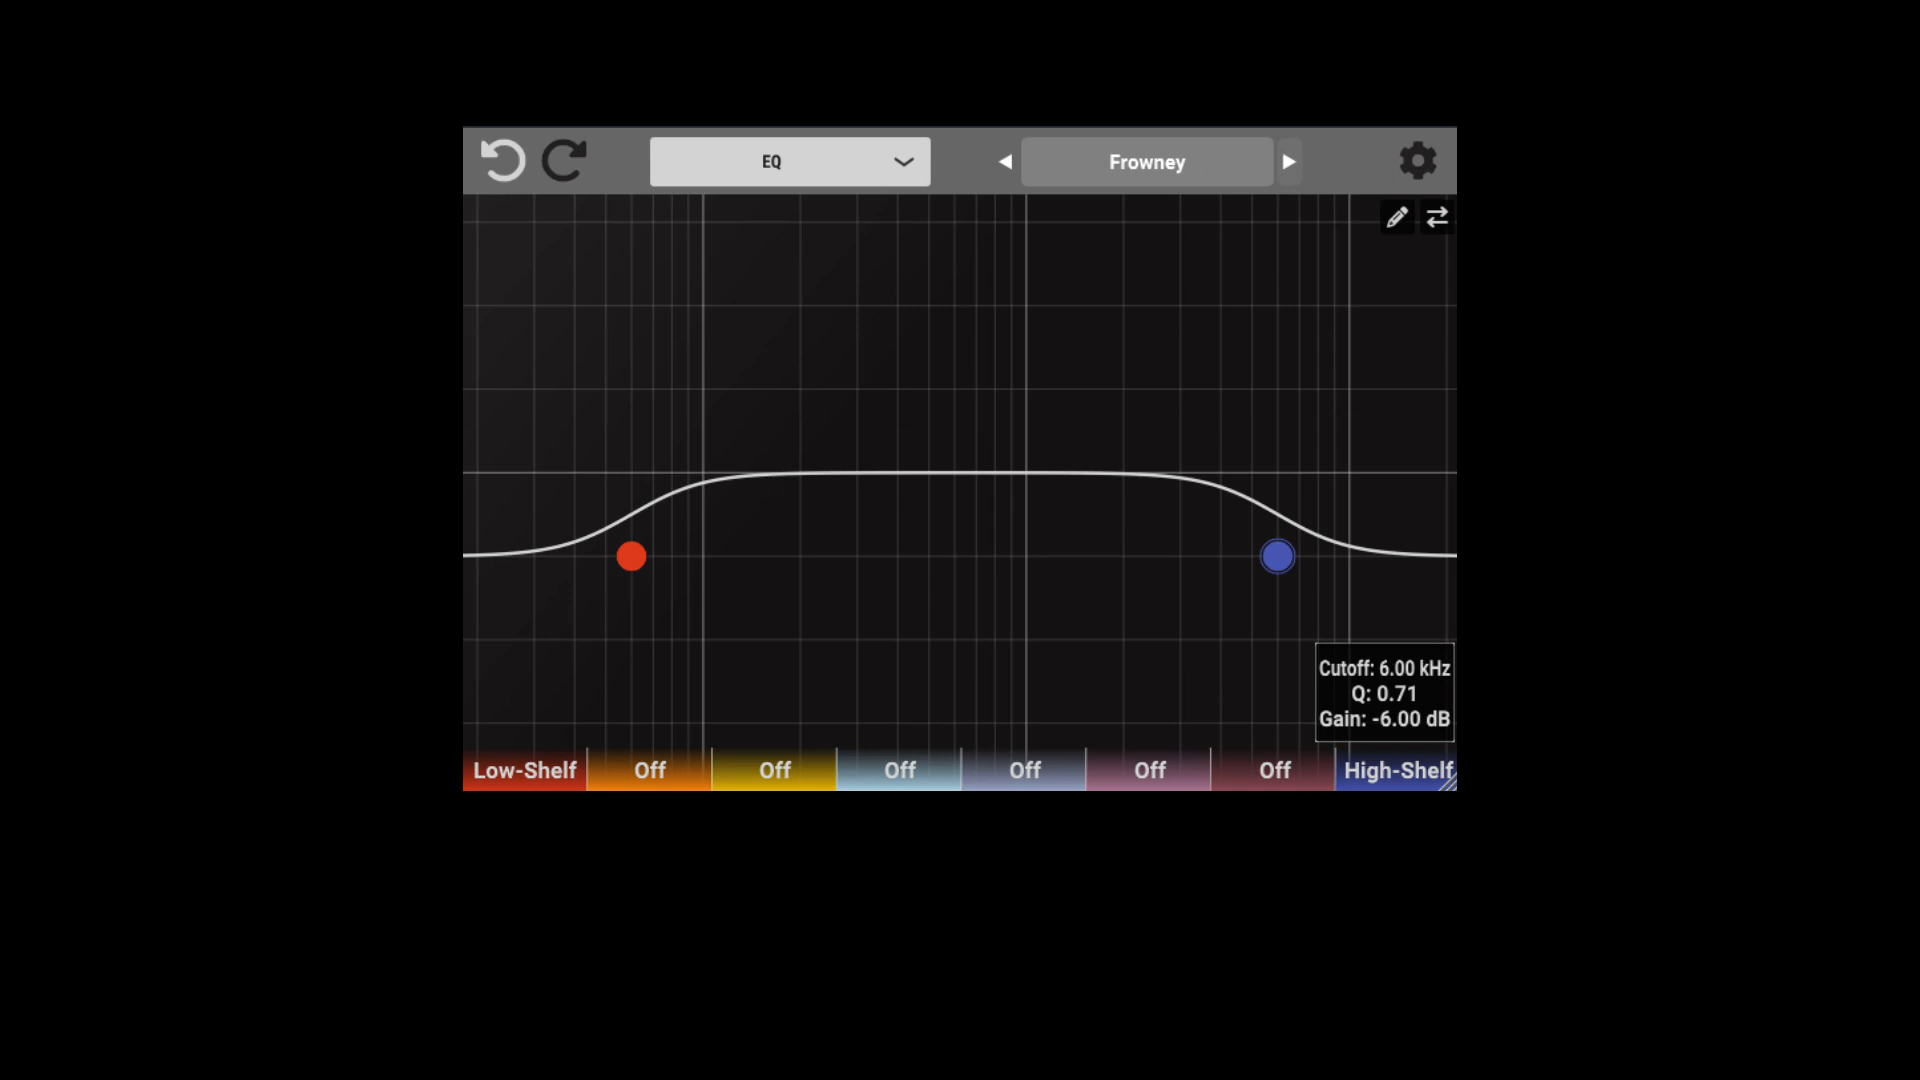 EQ
Frowney
Cutoff: 6.00 kHz
Q: 0.71
Gain: -6.00 dB
Low-Shelf Off Off Off Off Off Off High-Shelf